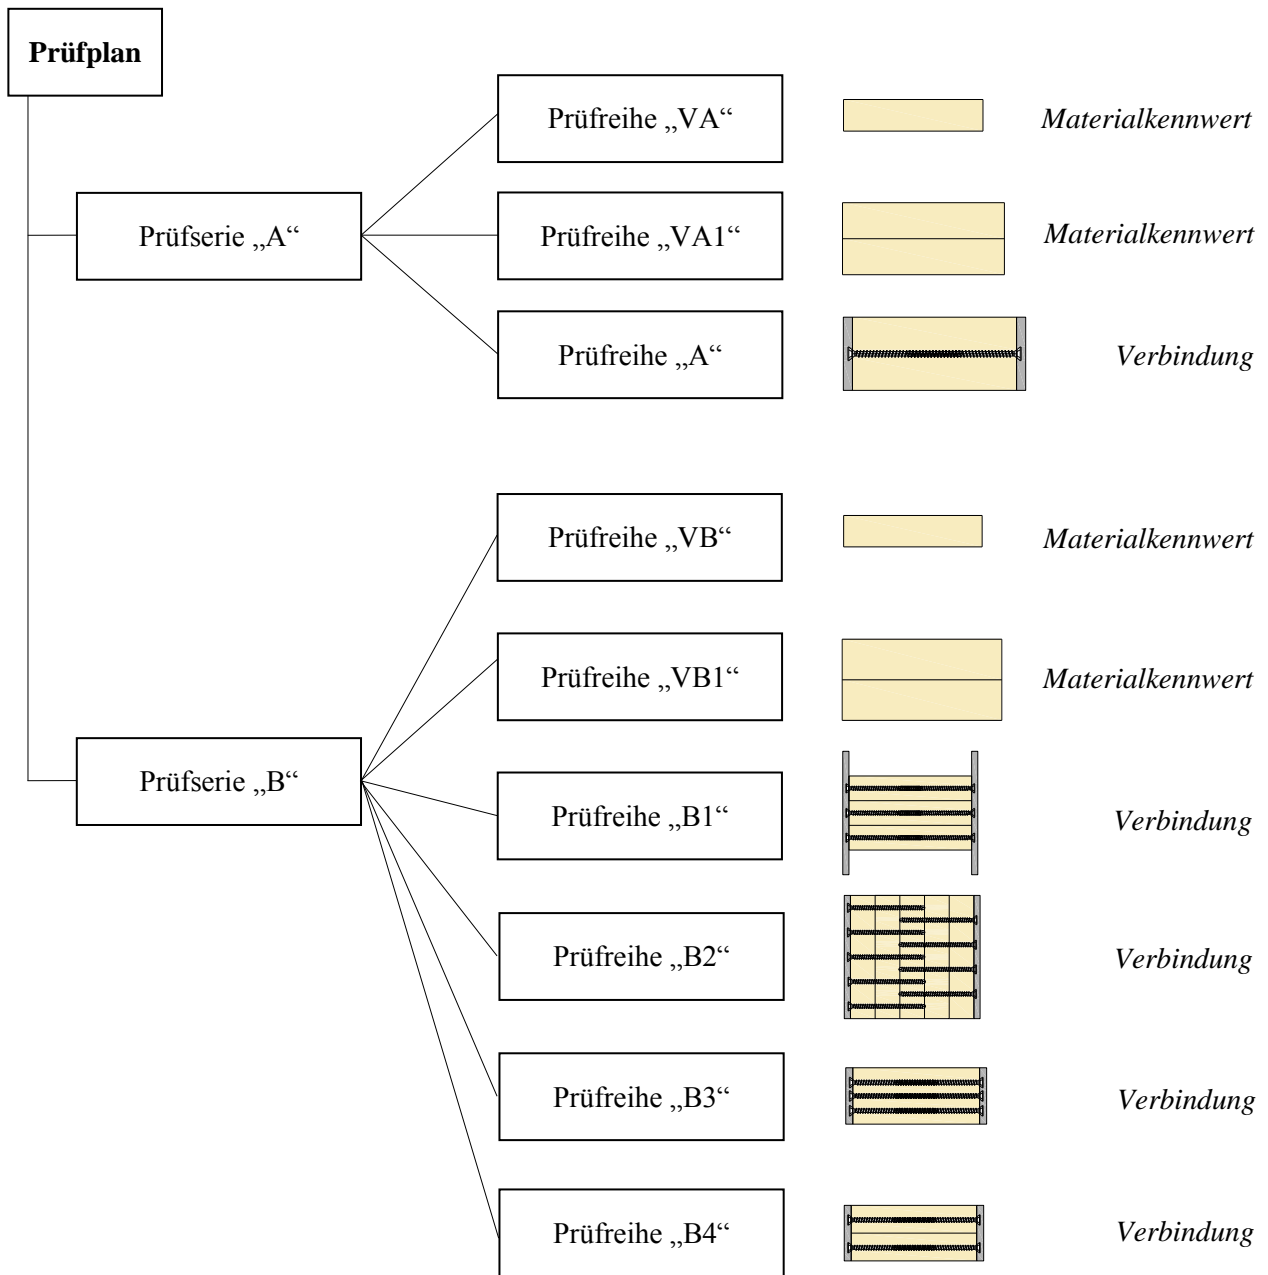 Prüfplan
Prüfreihe „VA“
Materialkennwert
Prüfserie „A“
Prüfreihe „VA1“
Materialkennwert
Prüfreihe „A“
Verbindung
Prüfreihe „VB“
Materialkennwert
Prüfreihe „VB1“
Materialkennwert
Prüfserie „B“
Prüfreihe „B1“
Verbindung
Prüfreihe „B2“
Verbindung
Prüfreihe „B3“
Verbindung
Prüfreihe „B4“
Verbindung